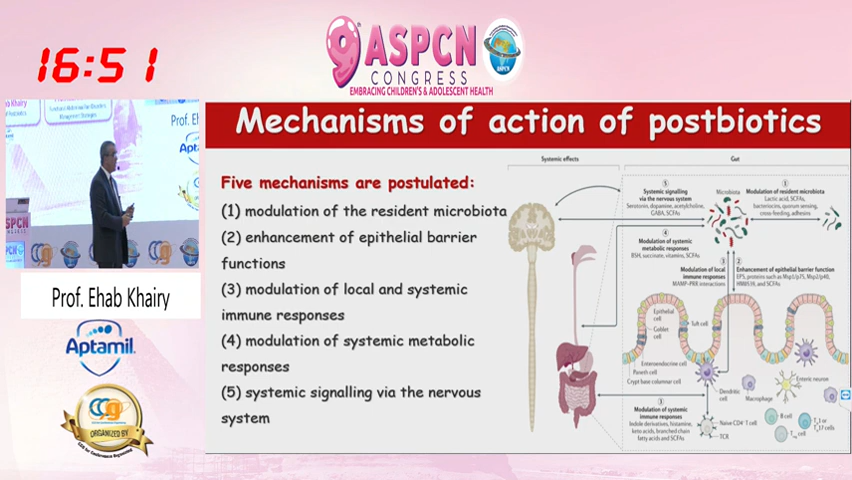 16:51
9 ASPCN
CONGRESS
EMBRACING CHILDREN'S & ADOLESCENT HEALTH
Mechanisms of action of postbiotics
Five mechanisms are postulated:
(1) modulation of the resident microbiota
(2) enhancement of epithelial barrier
functions
(3) modulation of local and systemic
immune responses
(4) modulation of systemic metabolic
responses
(5) systemic signalling via the nervous
system
Systemic effects
Gut
5
Systemic signalling
via the nervous system
Serotonin, dopamine, acetylcholine,
GABA, SCFAs
Microbiota
1
Modulation of resident microbiota
Lactic acid, SCFAs,
bacteriocins, quorum sensing,
cross-feeding, adhesins
4
Modulation of systemic
metabolic responses
BSH, succinate, vitamins, SCFAs
3
Modulation of local
immune responses
MAMP–PRR interactions
2
Enhancement of epithelial barrier function
EPS, proteins such as Msp1/p75, Msp2/p40,
and SCFAs
Epithelial
cell
Goblet
cell
Tuft cell
Enteroendocrine cell
Paneth cell
Crypt base columnar cell
Dendritic
cell
Macrophage
Enteric neuron
3
Modulation of systemic
immune responses
Indole derivatives, histamine,
keto acids, branched chain
fatty acids and SCFAs
Naive CD4+ T cell
TCR
B cell
cell
Prof. Ehab Khairy
Aptamil
ORGANIZED BY